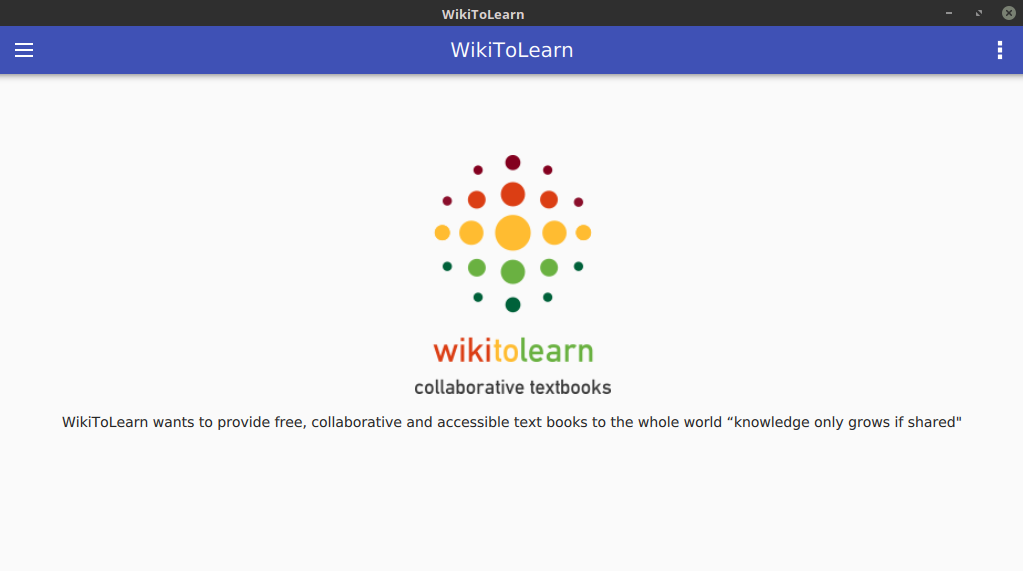 WikiToLearn
WikiToLearn
wikitolearn
collaborative textbooks
WikiToLearn wants to provide free, collaborative and accessible text books to the whole world “knowledge only grows if shared"